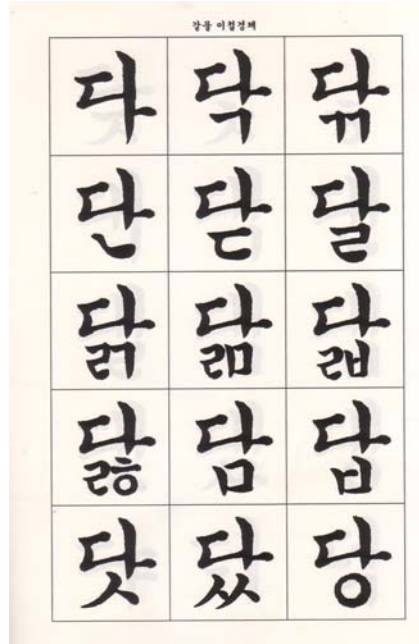 갈물 이철경체
다 닥 닦
단 닫 달
닭 닮 닯
닳 담 답
닷 닸 당